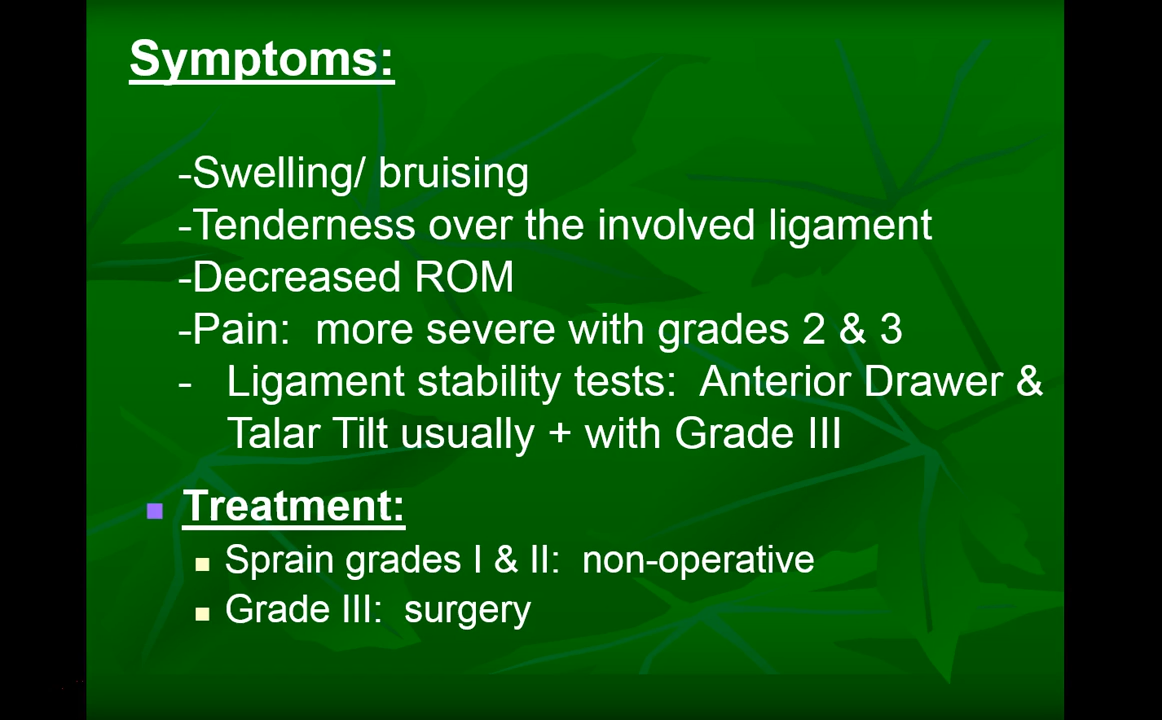 Symptoms:
-Swelling/ bruising
-Tenderness over the involved ligament
-Decreased ROM
-Pain:  more severe with grades 2 & 3
-   Ligament stability tests:  Anterior Drawer &
Talar Tilt usually + with Grade III
Treatment:
Sprain grades I & II:  non-operative
Grade III:  surgery